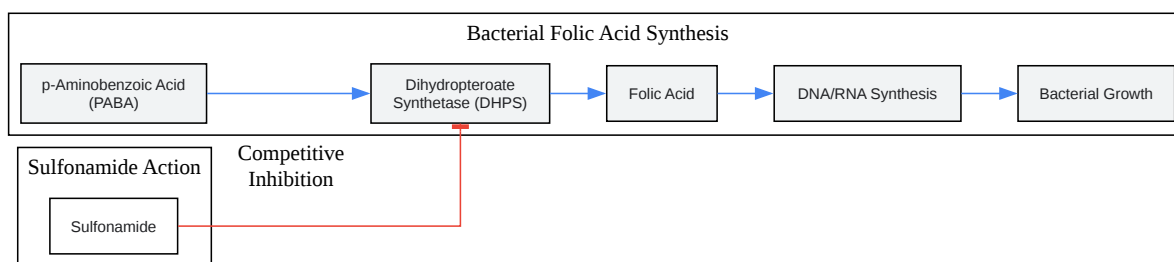 Bacterial Folic Acid Synthesis
p-Aminobenzoic Acid
(PABA)
Dihydropteroate
Synthetase (DHPS)
Folic Acid
DNA/RNA Synthesis
Bacterial Growth
Sulfonamide Action
Competitive
Inhibition
Sulfonamide